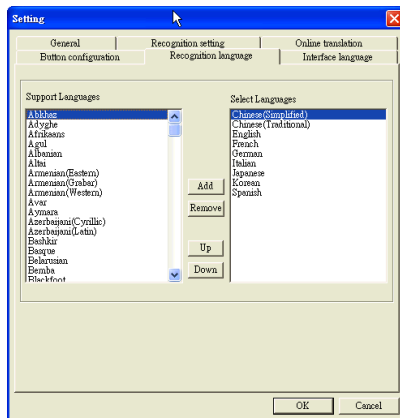 Setting
General
Recognition setting
Online translation
Button configuration
Recognition language
Interface language
Support Languages
Abkhaz
Adyghe
Afrikaans
Agul
Albanian
Altai
Armenian(Eastern)
Armenian(Grabar)
Armenian(Western)
Avar
Aymara
Azerbaijani(Cyrillic)
Azerbaijani(Latin)
Bashkir
Basque
Belarusian
Bemba
Blackfoot
Add
Remove
Up
Down
Select Languages
Chinese(Simplified)
Chinese(Traditional)
English
French
German
Italian
Japanese
Korean
Spanish
OK
Cancel